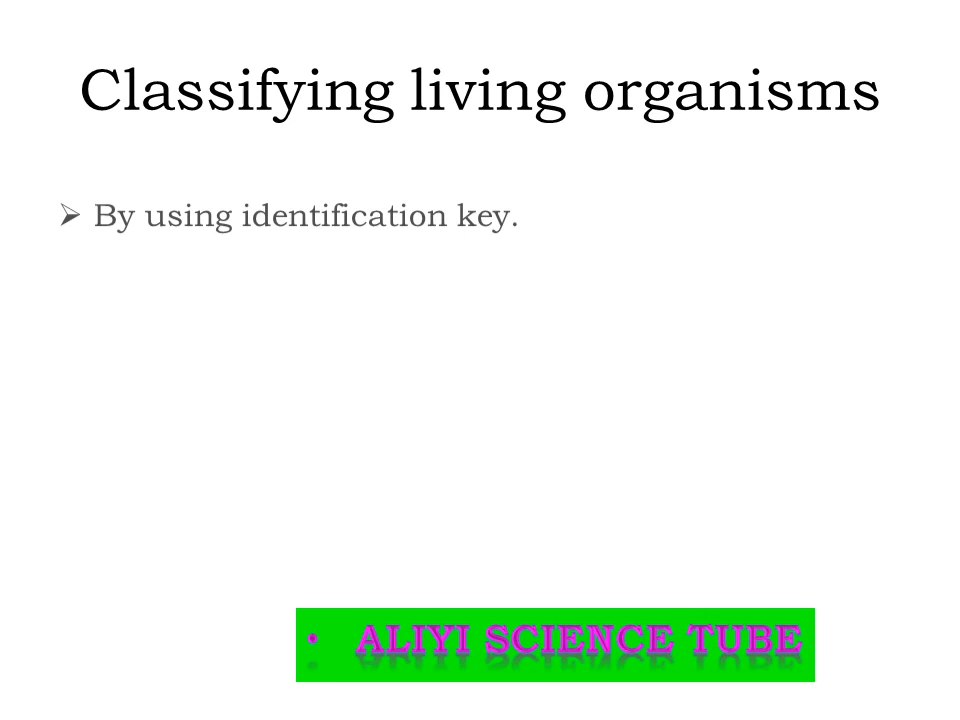 Classifying living organisms
➢ By using identification key.
• ALIYI SCIENCE TUBE